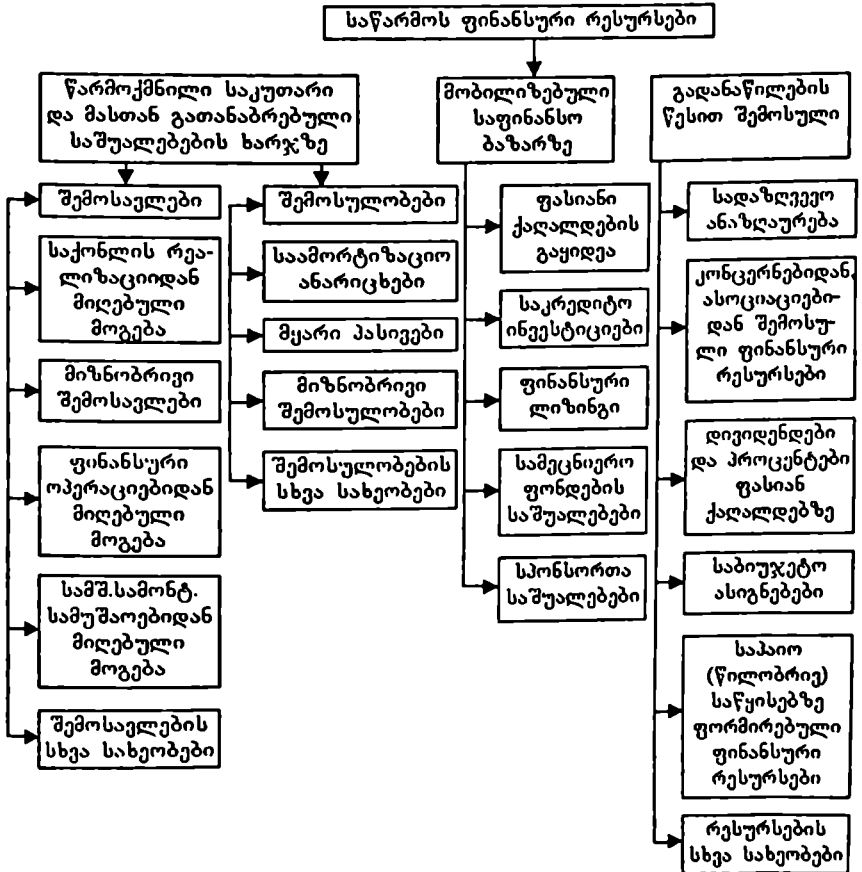 საწარმოს ფინანსური რესურსები
წარმოქმნილი საკუთარი
და მასთან გათანაბრებული
საშუალებების ხარჯზე
შემოსავლები
საქონლის რეა-
ლიზაციიდან
მიღებული
მოგება
მიზნობრივი
შემოსავლები
ფინანსური
ოპერაციებიდან
მიღებული
მოგება
სამშ.სამონტ.
სამუშაოებიდან
მიღებული
მოგება
შემოსავლების
სხვა სახეობები
შემოსულობები
საამორტიზაციო
ანარიცხები
მყარი პასივები
მიზნობრივი
შემოსულობები
შემოსულობების
სხვა სახეობები
მობილიზებული
საფინანსო
ბაზარზე
ფასიანი
ქაღალდების
გაყიდვა
საკრედიტო
ინვესტიციები
ფინანსური
ლიზინგი
სამეცნიერო
ფონდების
საშუალებები
სპონსორთა
საშუალებები
გადანაწილების
წესით შემოსული
სადაზღვევო
ანაზღაურება
კონცერნებიდან,
ასოციაციები-
დან შემოსუ-
ლი ფინანსური
რესურსები
დივიდენდები
და პროცენტები
ფასიან
ქაღალდებზე
საბიუჯეტო
ასიგნებები
საპაიო
(წილობრივ)
საწყისებზე
ფორმირებული
ფინანსური
რესურსები
რესურსების
სხვა სახეობები